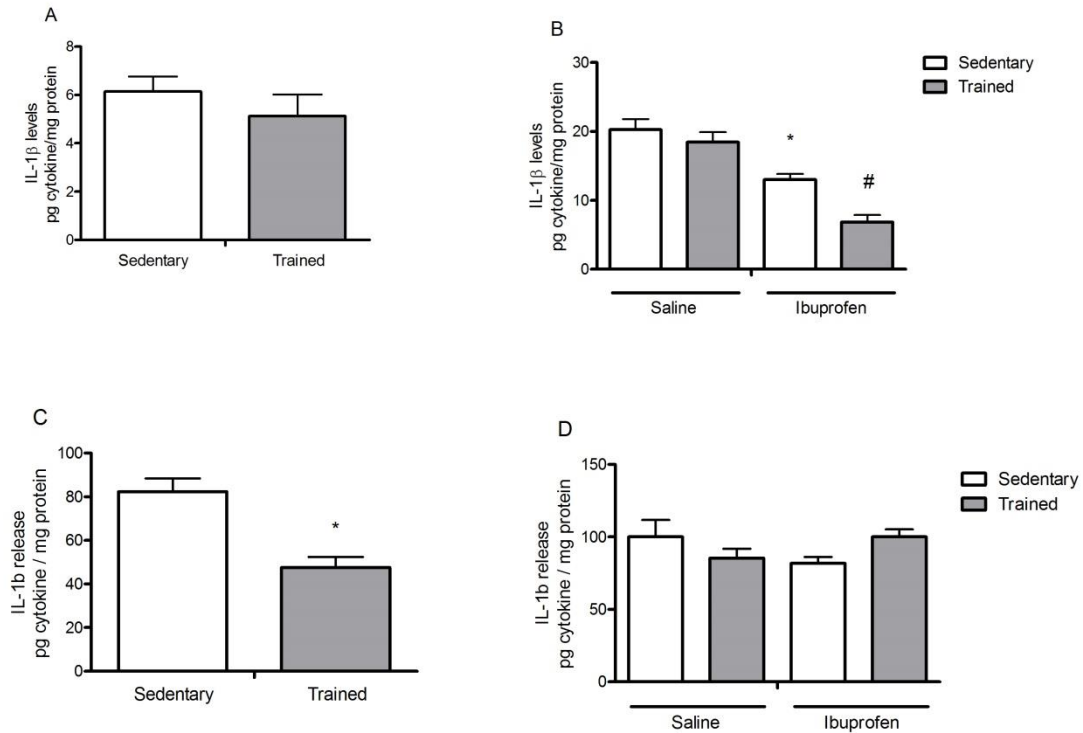 A
IL-1β levels
pg cytokine/mg protein
8
6
4
2
0
Sedentary
Trained
B
IL-1β levels
pg cytokine/mg protein
30
20
10
0
*
#
Saline
Ibuprofen
Sedentary
Trained
C
IL-1b release
pg cytokine / mg protein
100
80
60
40
20
0
*
Sedentary
Trained
D
IL-1b release
pg cytokine / mg protein
150
100
50
0
Saline
Ibuprofen
Sedentary
Trained